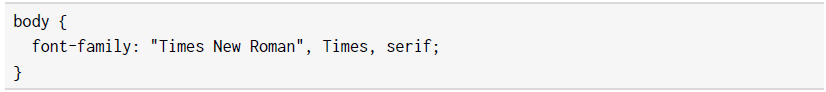 body {
  font-family: "Times New Roman", Times, serif;
}